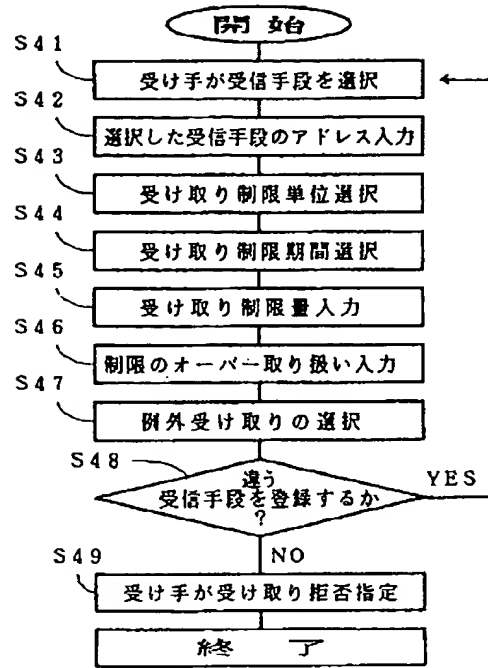 開始
S41
受け手が受信手段を選択
S42
選択した受信手段のアドレス入力
S43
受け取り制限単位選択
S44
受け取り制限期間選択
S45
受け取り制限量入力
S46
制限のオーバー取り扱い入力
S47
例外受け取りの選択
S48
違う
受信手段を登録するか
?
YES
NO
S49
受け手が受け取り拒否指定
終了